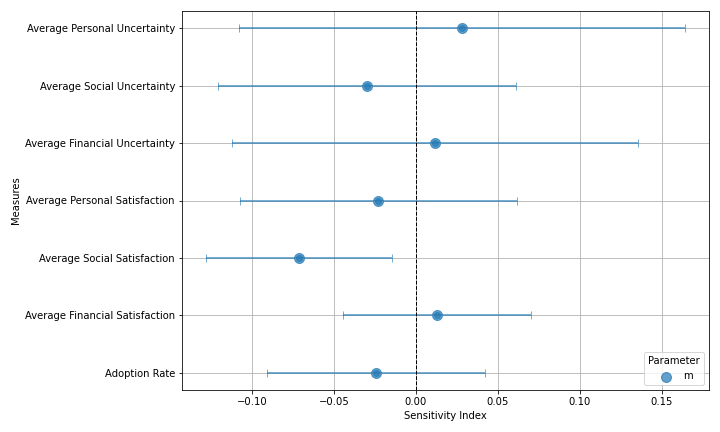 Average Personal Uncertainty
Average Social Uncertainty
Average Financial Uncertainty
Average Personal Satisfaction
Average Social Satisfaction
Average Financial Satisfaction
Adoption Rate
Measures
−0.10
−0.05
0.00
0.05
0.10
0.15
Sensitivity Index
Parameter
m